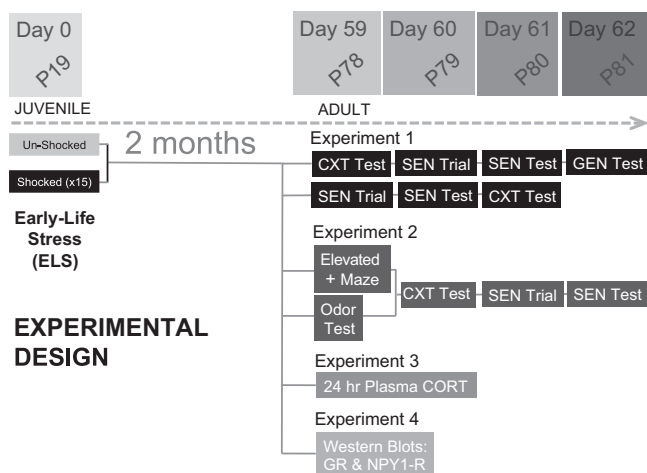 Day 0
P19
Day 59
P78
Day 60
P79
Day 61
P80
Day 62
P81
JUVENILE
ADULT
Un-Shocked
Shocked (x15)
2 months
Early-Life
Stress
(ELS)
EXPERIMENTAL
DESIGN
Experiment 1
CXT Test
SEN Trial
SEN Test
GEN Test
SEN Trial
SEN Test
CXT Test
Experiment 2
Elevated
+ Maze
Odor
Test
CXT Test
SEN Trial
SEN Test
Experiment 3
24 hr Plasma CORT
Experiment 4
Western Blots:
GR & NPY1-R